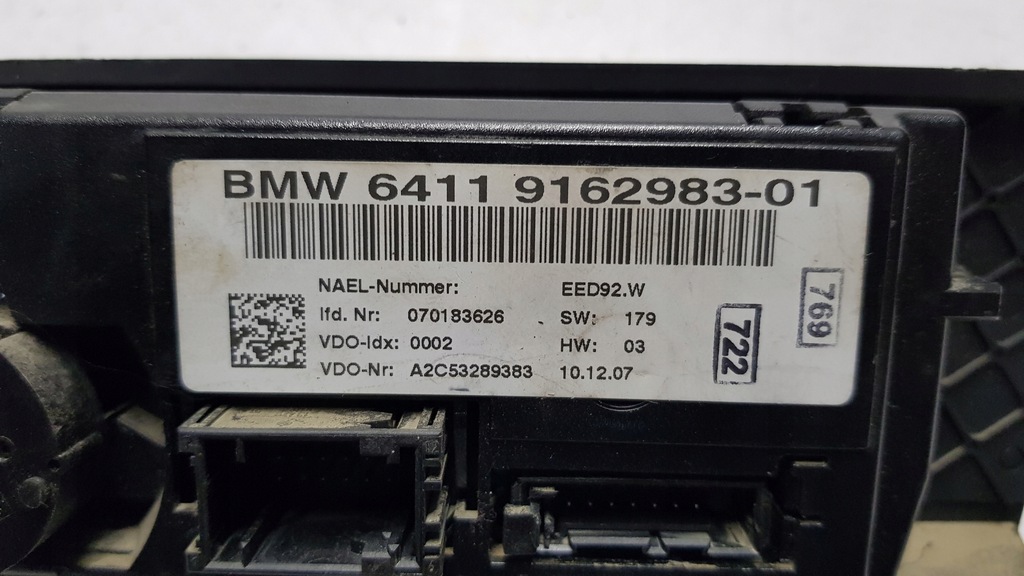 BMW 6411 9162983-01
NAEL-Nummer: EED92.W
lfd. Nr: 070183626 SW: 179
VDO-Idx: 0002 HW: 03
VDO-Nr: A2C53289383 10.12.07
722
769